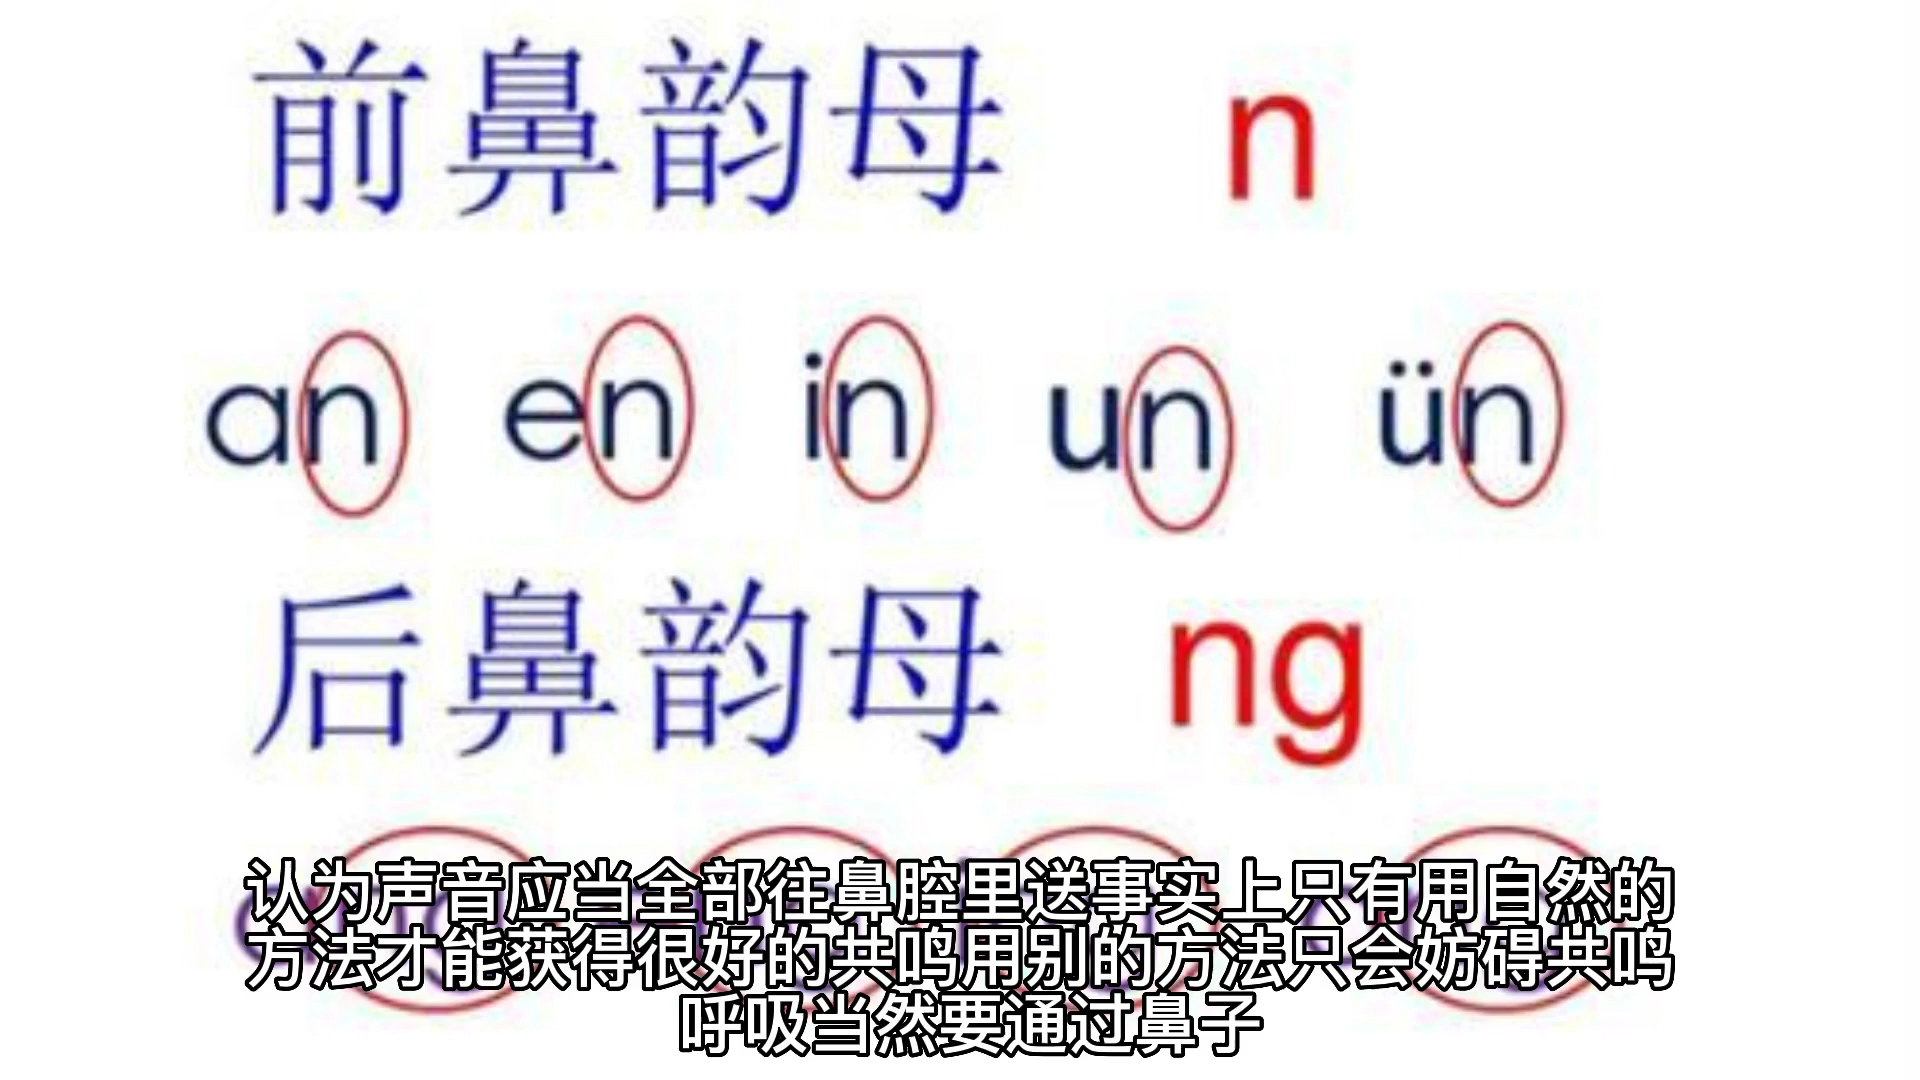 前鼻韵母 n
an en in un ün
后鼻韵母 ng
认为声音应当全部往鼻腔里送事实上只有用自然的
方法才能获得很好的共鸣用别的方法只会妨碍共鸣
呼吸当然要通过鼻子